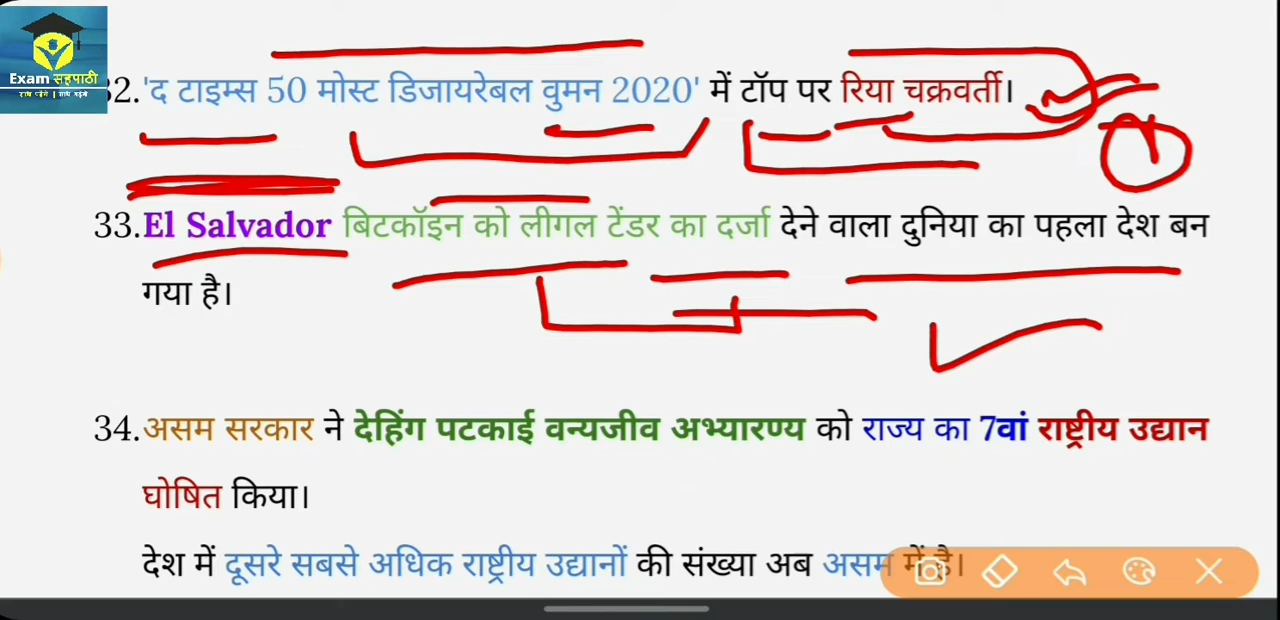 Exam सहपाठी
साथ पढ़ेंगे | साथ बढ़ेंगे
32. 'द टाइम्स 50 मोस्ट डिजायरेबल वुमन 2020' में टॉप पर रिया चक्रवर्ती।
33. El Salvador बिटकॉइन को लीगल टेंडर का दर्जा देने वाला दुनिया का पहला देश बन
गया है।
34. असम सरकार ने देहिंग पटकाई वन्यजीव अभ्यारण्य को राज्य का 7वां राष्ट्रीय उद्यान
घोषित किया।
देश में दूसरे सबसे अधिक राष्ट्रीय उद्यानों की संख्या अब असम में है।